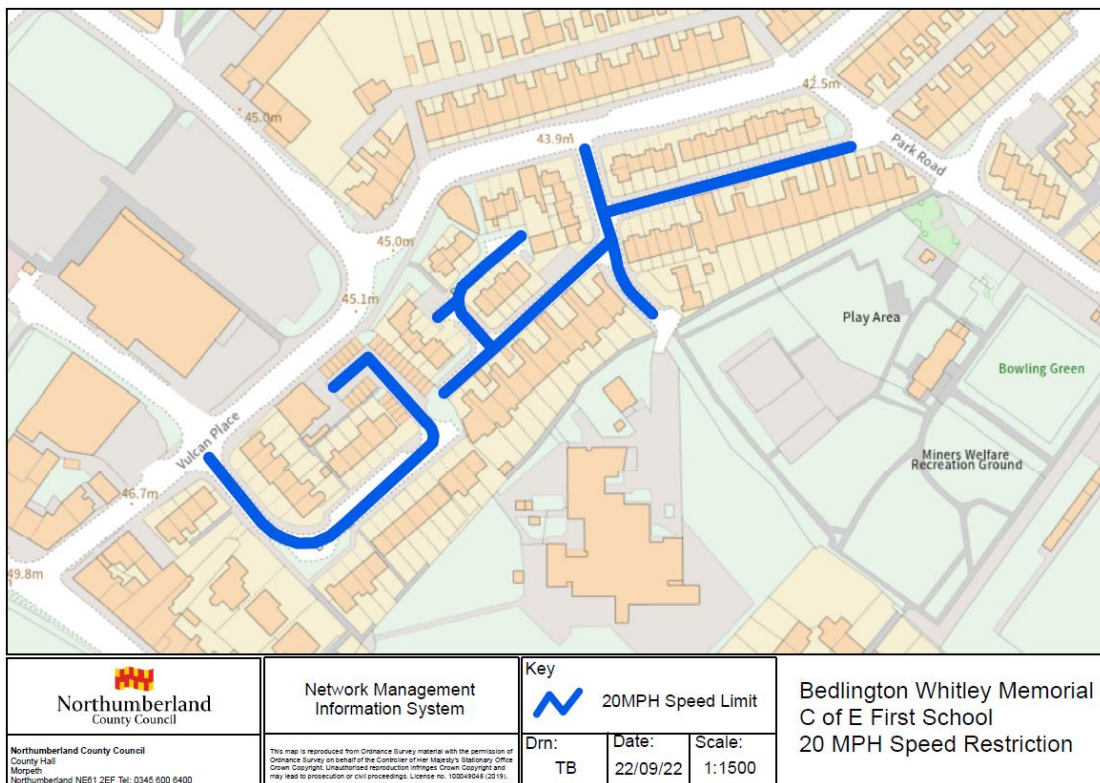 42.5m
45.0m
43.9m
Park Road
45.0m
45.1m
Play Area
Bowling Green
Vulcan Place
Miners Welfare
Recreation Ground
46.7m
49.8m
Northumberland
County Council
Northumberland County Council
County Hall
Morpeth
Northumberland NE61 2EF Tel: 0345 600 6400
Network Management
Information System
This map is reproduced from Ordnance Survey material with the permission of
Ordnance Survey on behalf of the Controller of Her Majesty's Stationary Office
Crown Copyright. Unauthorised reproduction infringes Crown Copyright and
may lead to prosecution or civil proceedings. License no. 100049048 (2019).
Key
20MPH Speed Limit
Drn:
TB
Date:
22/09/22
Scale:
1:1500
Bedlington Whitley Memorial
C of E First School
20 MPH Speed Restriction